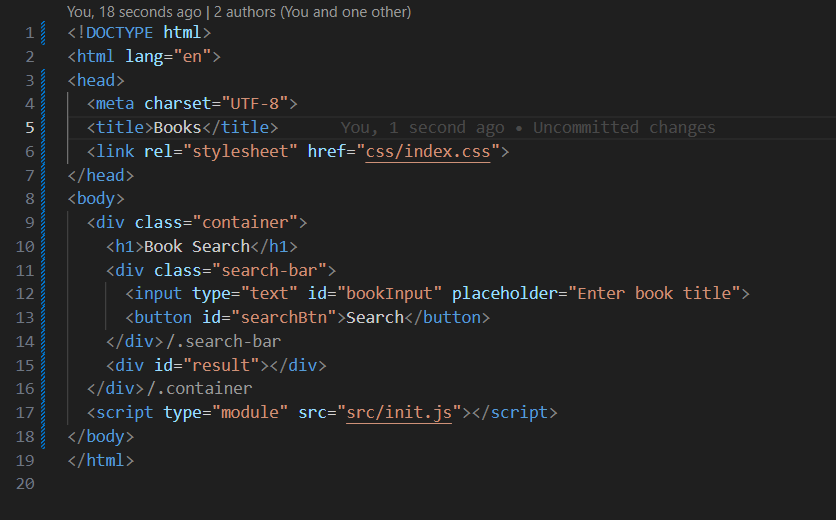 You, 18 seconds ago | 2 authors (You and one other)
1 <!DOCTYPE html>
2 <html lang="en">
3 <head>
4   <meta charset="UTF-8">
5   <title>Books</title>      You, 1 second ago • Uncommitted changes
6   <link rel="stylesheet" href="css/index.css">
7 </head>
8 <body>
9   <div class="container">
10     <h1>Book Search</h1>
11     <div class="search-bar">
12       <input type="text" id="bookInput" placeholder="Enter book title">
13       <button id="searchBtn">Search</button>
14     </div>/.search-bar
15     <div id="result"></div>
16   </div>/.container
17   <script type="module" src="src/init.js"></script>
18 </body>
19 </html>
20